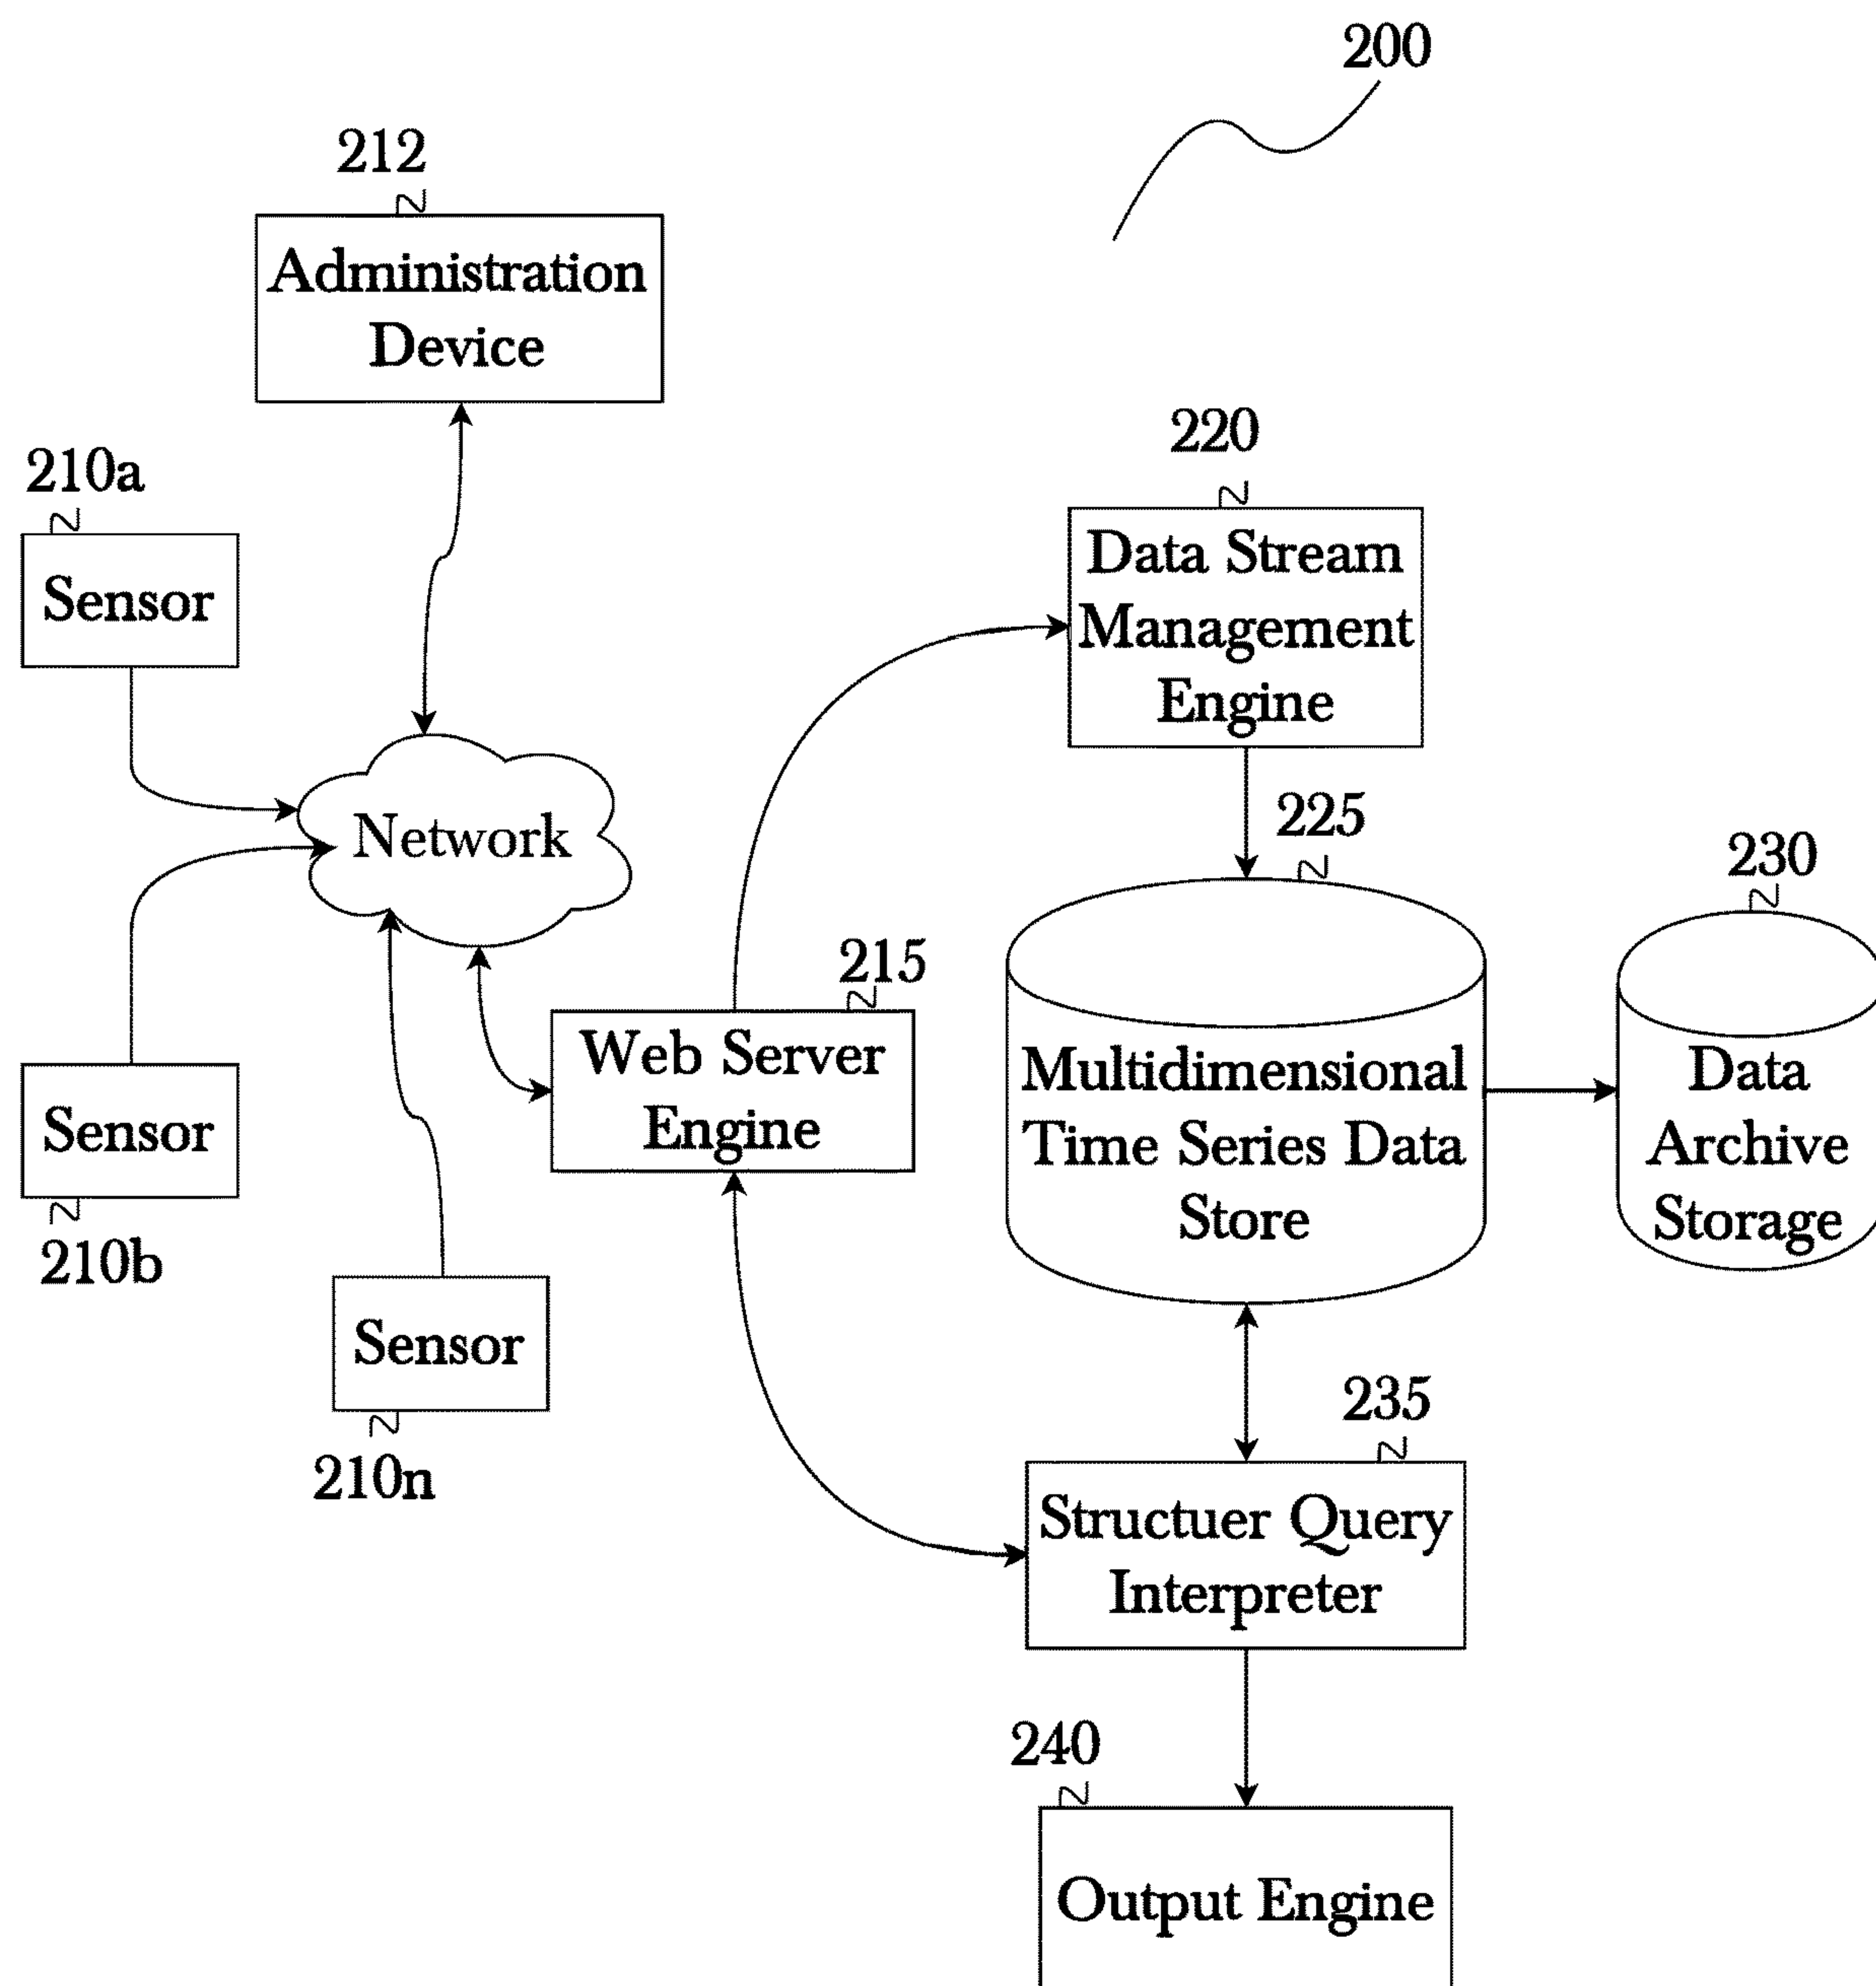 200
212
Administration
Device
210a
Sensor
220
Data Stream
Management
Engine
Network
225
230
215
Web Server
Engine
Multidimensional
Time Series Data
Store
Data
Archive
Storage
Sensor
210b
Sensor
210n
235
Structuer Query
Interpreter
240
Output Engine